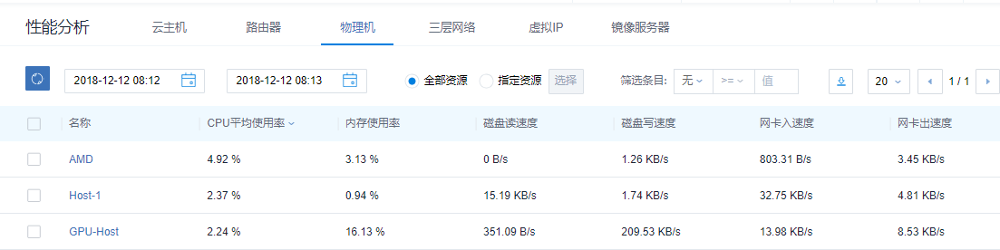 性能分析 云主机 路由器 物理机 三层网络 虚拟IP 镜像服务器
2018-12-12 08:12 2018-12-12 08:13 全部资源 指定资源 选择 筛选条目: 无 >= 值 20 1 / 1
名称 CPU平均使用率 内存使用率 磁盘读速度 磁盘写速度 网卡入速度 网卡出速度
AMD 4.92 % 3.13 % 0 B/s 1.26 KB/s 803.31 B/s 3.45 KB/s
Host-1 2.37 % 0.94 % 15.19 KB/s 1.74 KB/s 32.75 KB/s 4.81 KB/s
GPU-Host 2.24 % 16.13 % 351.09 B/s 209.53 KB/s 13.98 KB/s 8.53 KB/s